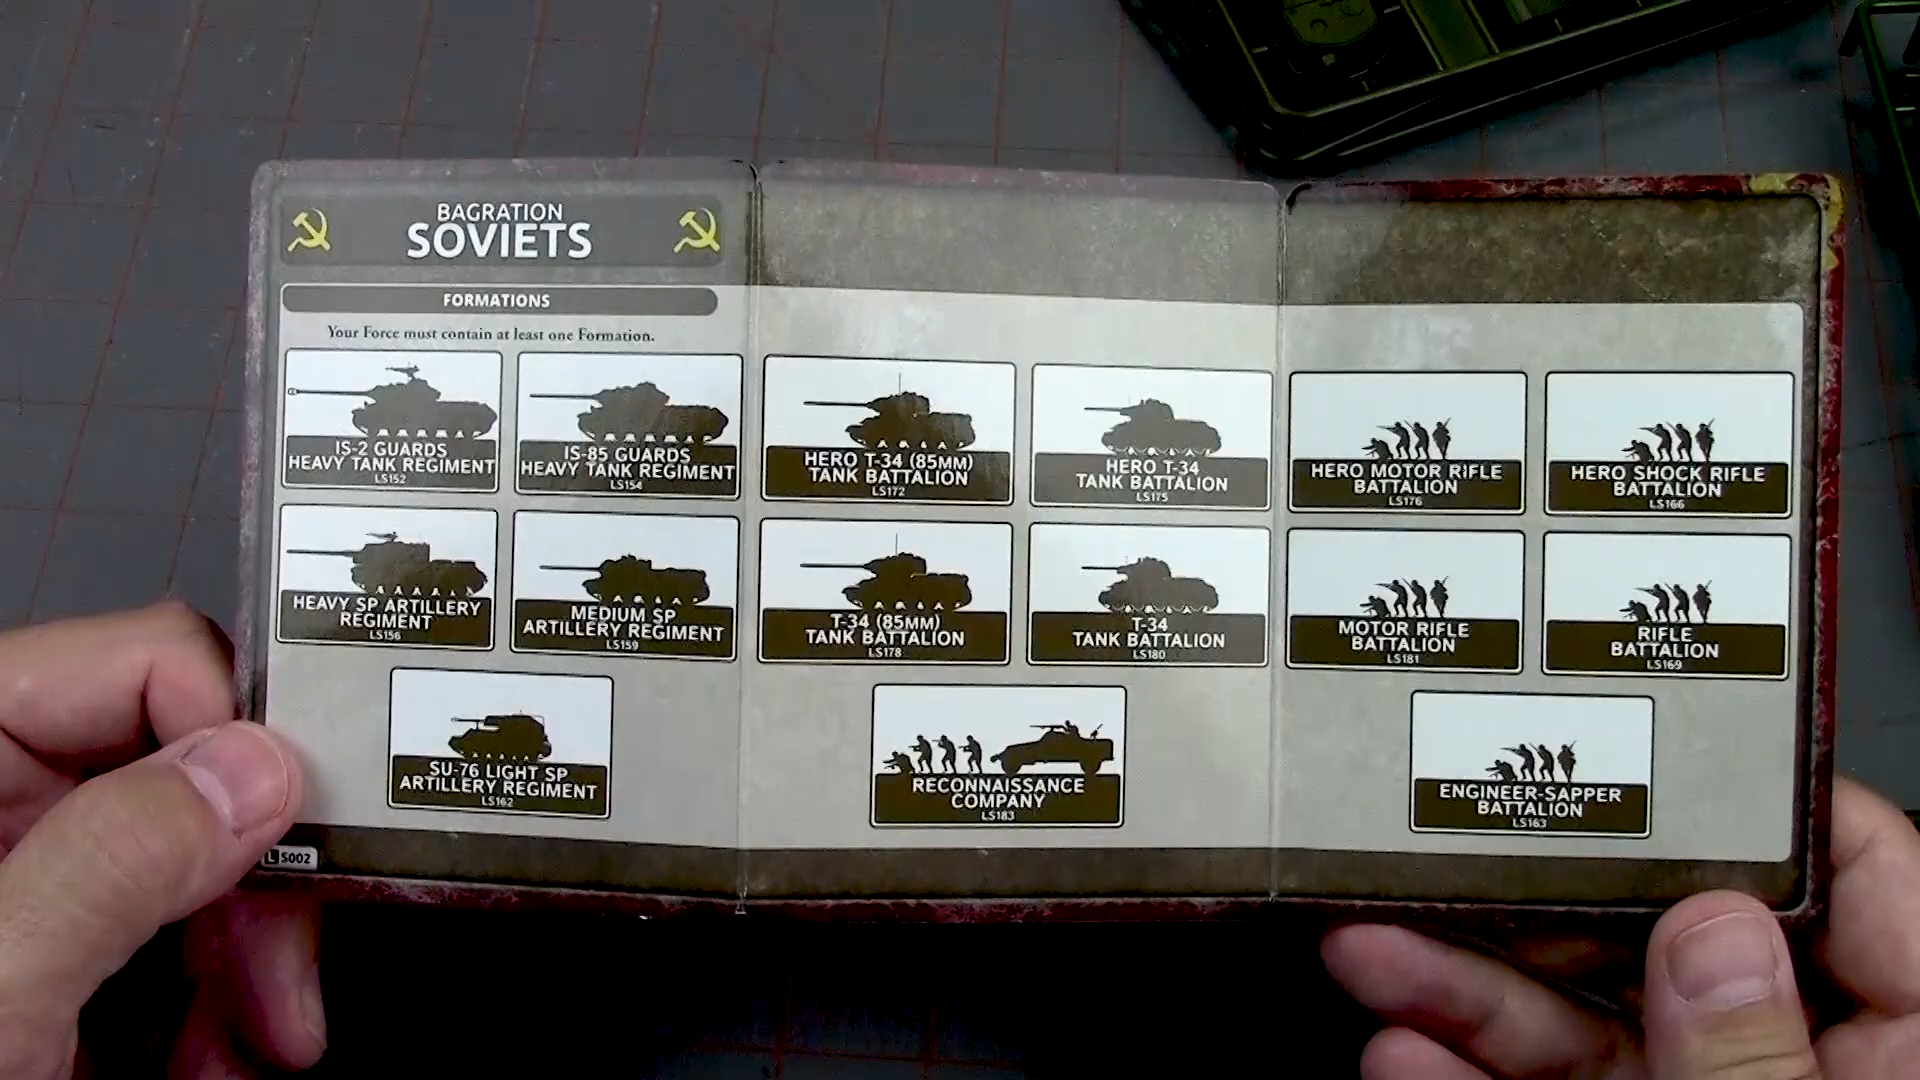 BAGRATION
SOVIETS
FORMATIONS
Your Force must contain at least one Formation.
IS-2 GUARDS
HEAVY TANK REGIMENT
LS152
IS-85 GUARDS
HEAVY TANK REGIMENT
LS154
HEAVY SP ARTILLERY
REGIMENT
LS156
MEDIUM SP
ARTILLERY REGIMENT
LS159
SU-76 LIGHT SP
ARTILLERY REGIMENT
LS162
LS002
HERO T-34 (85MM)
TANK BATTALION
LS172
HERO T-34
TANK BATTALION
LS175
T-34 (85MM)
TANK BATTALION
LS178
T-34
TANK BATTALION
LS180
RECONNAISSANCE
COMPANY
LS183
HERO MOTOR RIFLE
BATTALION
LS176
HERO SHOCK RIFLE
BATTALION
LS166
MOTOR RIFLE
BATTALION
LS181
RIFLE
BATTALION
LS169
ENGINEER-SAPPER
BATTALION
LS163